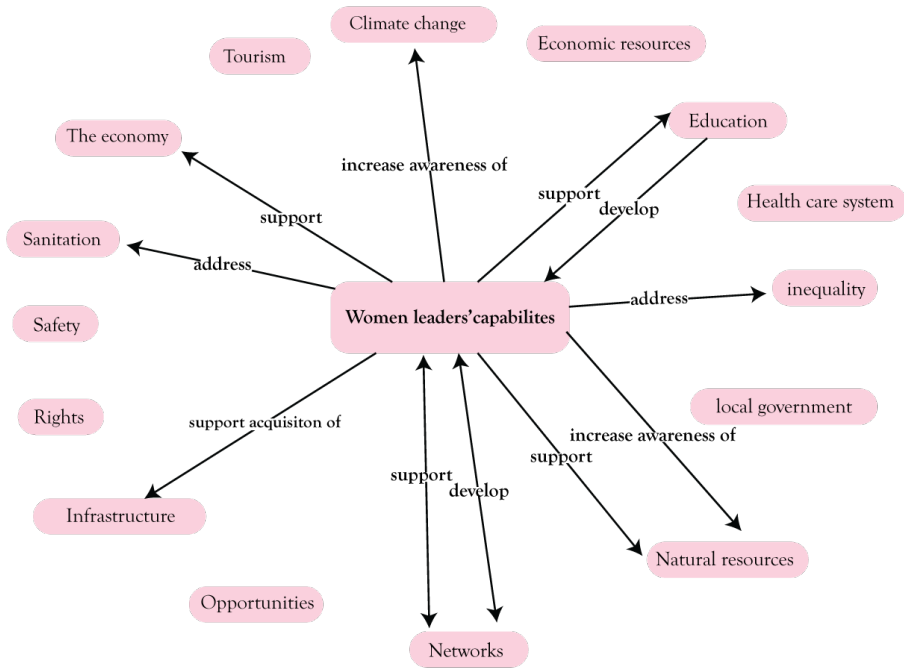 Climate change
Economic resources
Tourism
Education
The economy
increase awareness of
support
develop
Health care system
support
Sanitation
address
inequality
address
Women leaders'capabilites
Safety
local government
Rights
support acquisiton of
increase awareness of
support
support
develop
Infrastructure
Natural resources
Opportunities
Networks